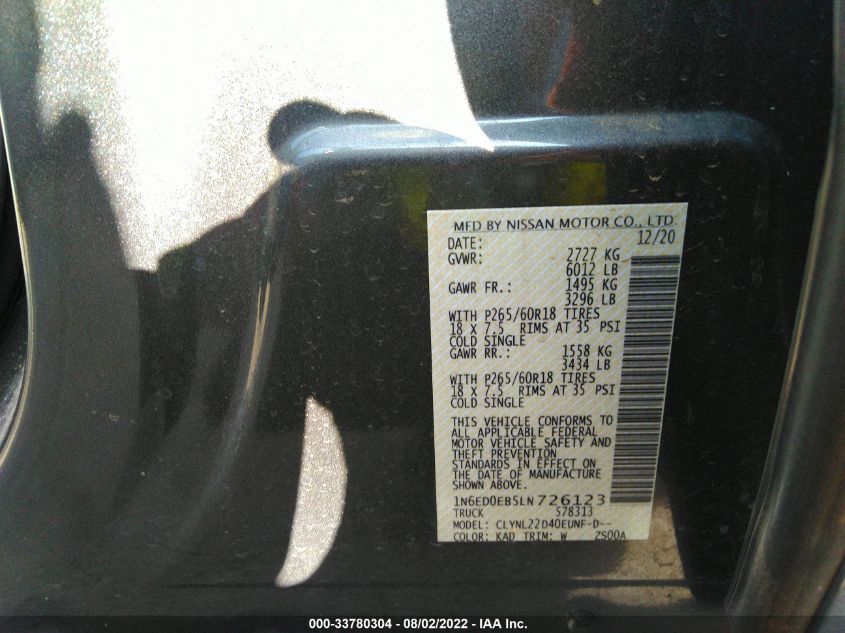 MFD BY NISSAN MOTOR CO., LTD.
DATE: 12/20
GVWR: 2727 KG
6012 LB
GAWR FR.: 1495 KG
3296 LB
WITH P265/60R18 TIRES
18 X 7.5 RIMS AT 35 PSI
COLD SINGLE
GAWR RR.: 1558 KG
3434 LB
WITH P265/60R18 TIRES
18 X 7.5 RIMS AT 35 PSI
COLD SINGLE
THIS VEHICLE CONFORMS TO
ALL APPLICABLE FEDERAL
MOTOR VEHICLE SAFETY AND
THEFT PREVENTION
STANDARDS IN EFFECT ON
THE DATE OF MANUFACTURE
SHOWN ABOVE.
1N6ED0EB5LN726123
TRUCK 578313
MODEL: CLYNL22D40EUNF-D--
COLOR: KAD TRIM: W ZS00A
000-33780304 - 08/02/2022 - IAA Inc.